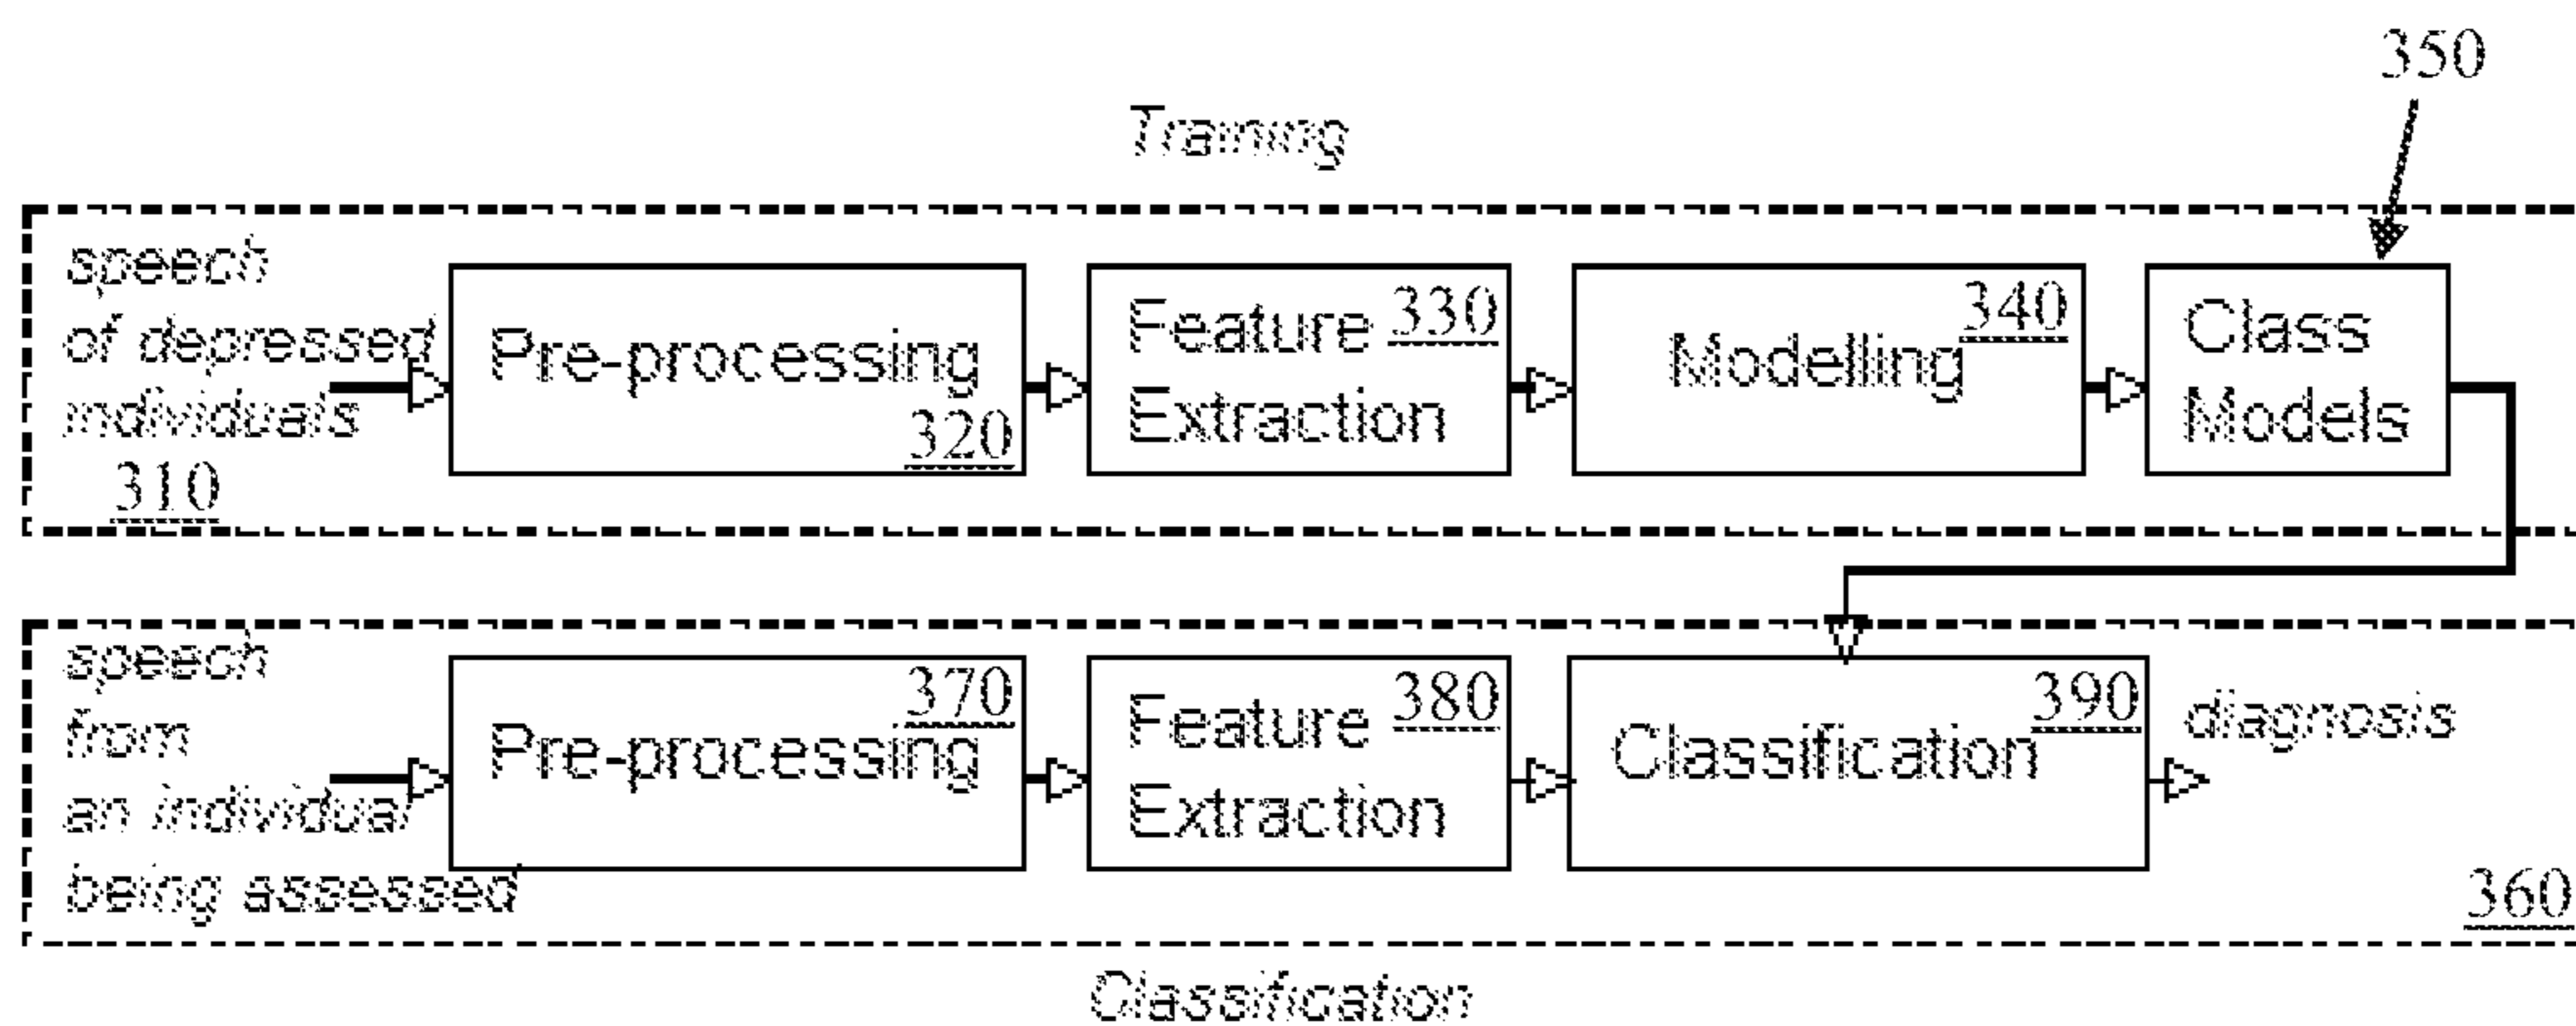 350
Training
speech
of depressed
individuals
310
Pre-processing
320
Feature 330
Extraction
Modelling
340
Class
Models
speech
from
an individual
being assessed
Pre-processing
370
Feature 380
Extraction
Classification
390
diagnosis
360
Classification